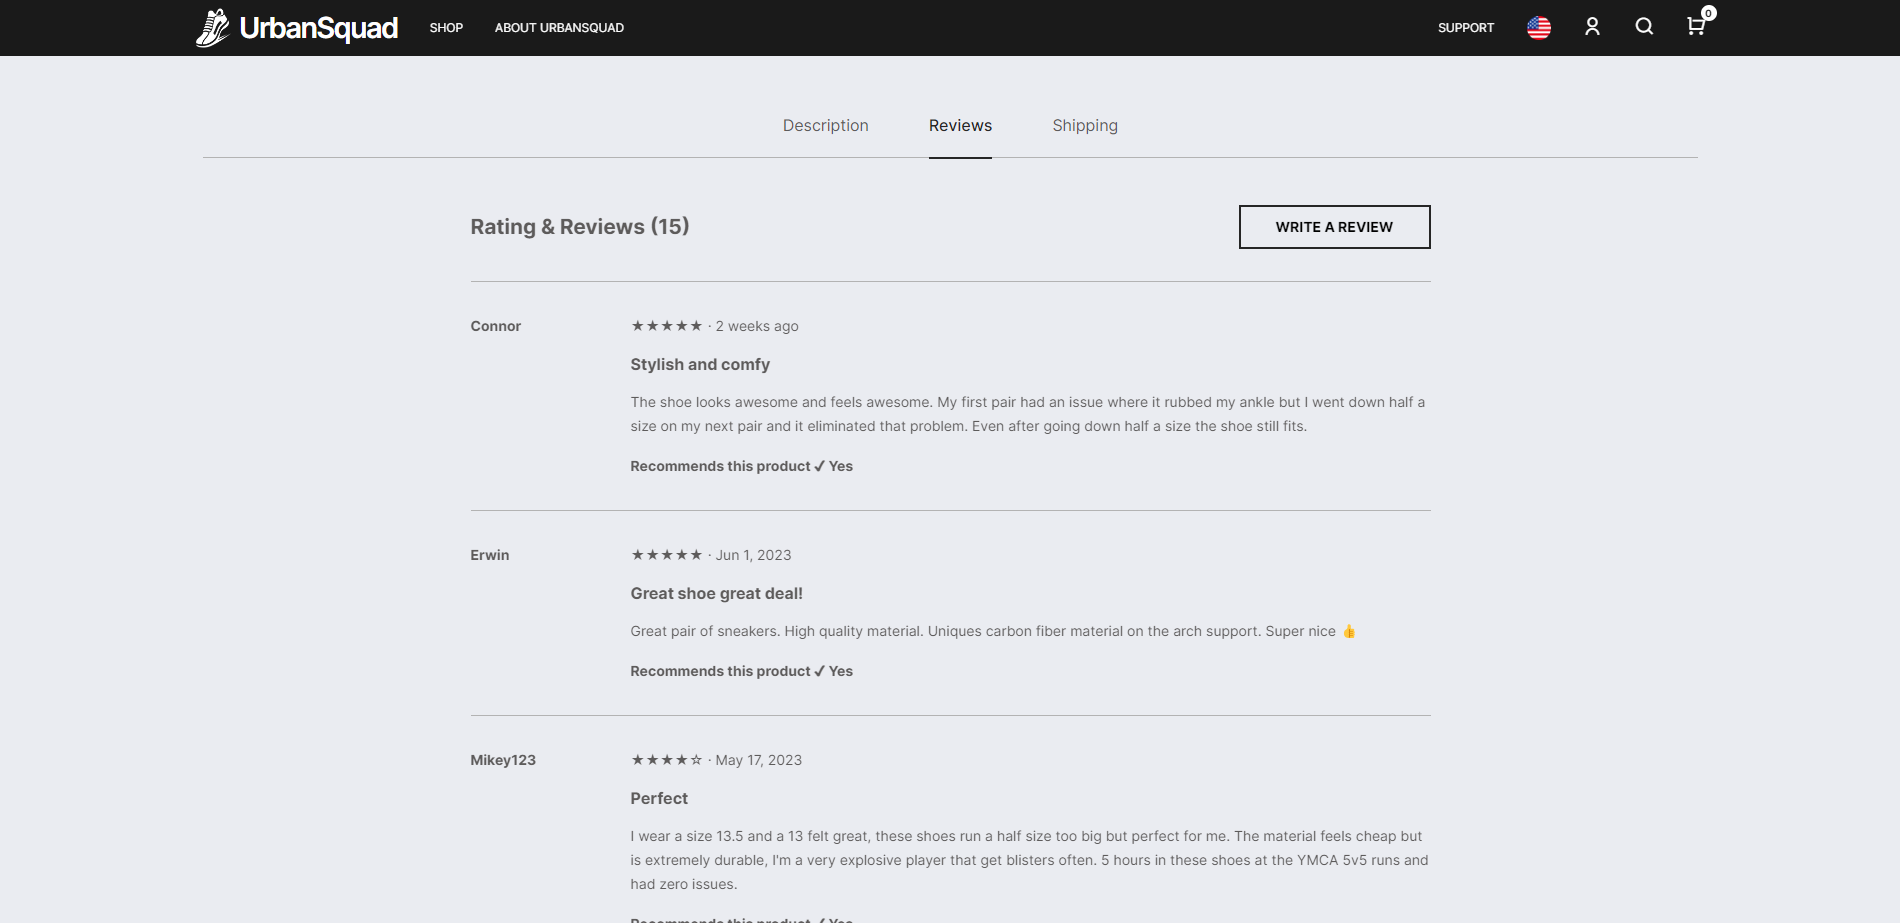 UrbanSquad SHOP ABOUT URBANSQUAD SUPPORT 0
Description Reviews Shipping
Rating & Reviews (15) WRITE A REVIEW
Connor ★★★★★ · 2 weeks ago
Stylish and comfy
The shoe looks awesome and feels awesome. My first pair had an issue where it rubbed my ankle but I went down half a
size on my next pair and it eliminated that problem. Even after going down half a size the shoe still fits.
Recommends this product ✓ Yes
Erwin ★★★★★ · Jun 1, 2023
Great shoe great deal!
Great pair of sneakers. High quality material. Uniques carbon fiber material on the arch support. Super nice 👍
Recommends this product ✓ Yes
Mikey123 ★★★★☆ · May 17, 2023
Perfect
I wear a size 13.5 and a 13 felt great, these shoes run a half size too big but perfect for me. The material feels cheap but
is extremely durable, I'm a very explosive player that get blisters often. 5 hours in these shoes at the YMCA 5v5 runs and
had zero issues.
Recommends this product ✓ Yes